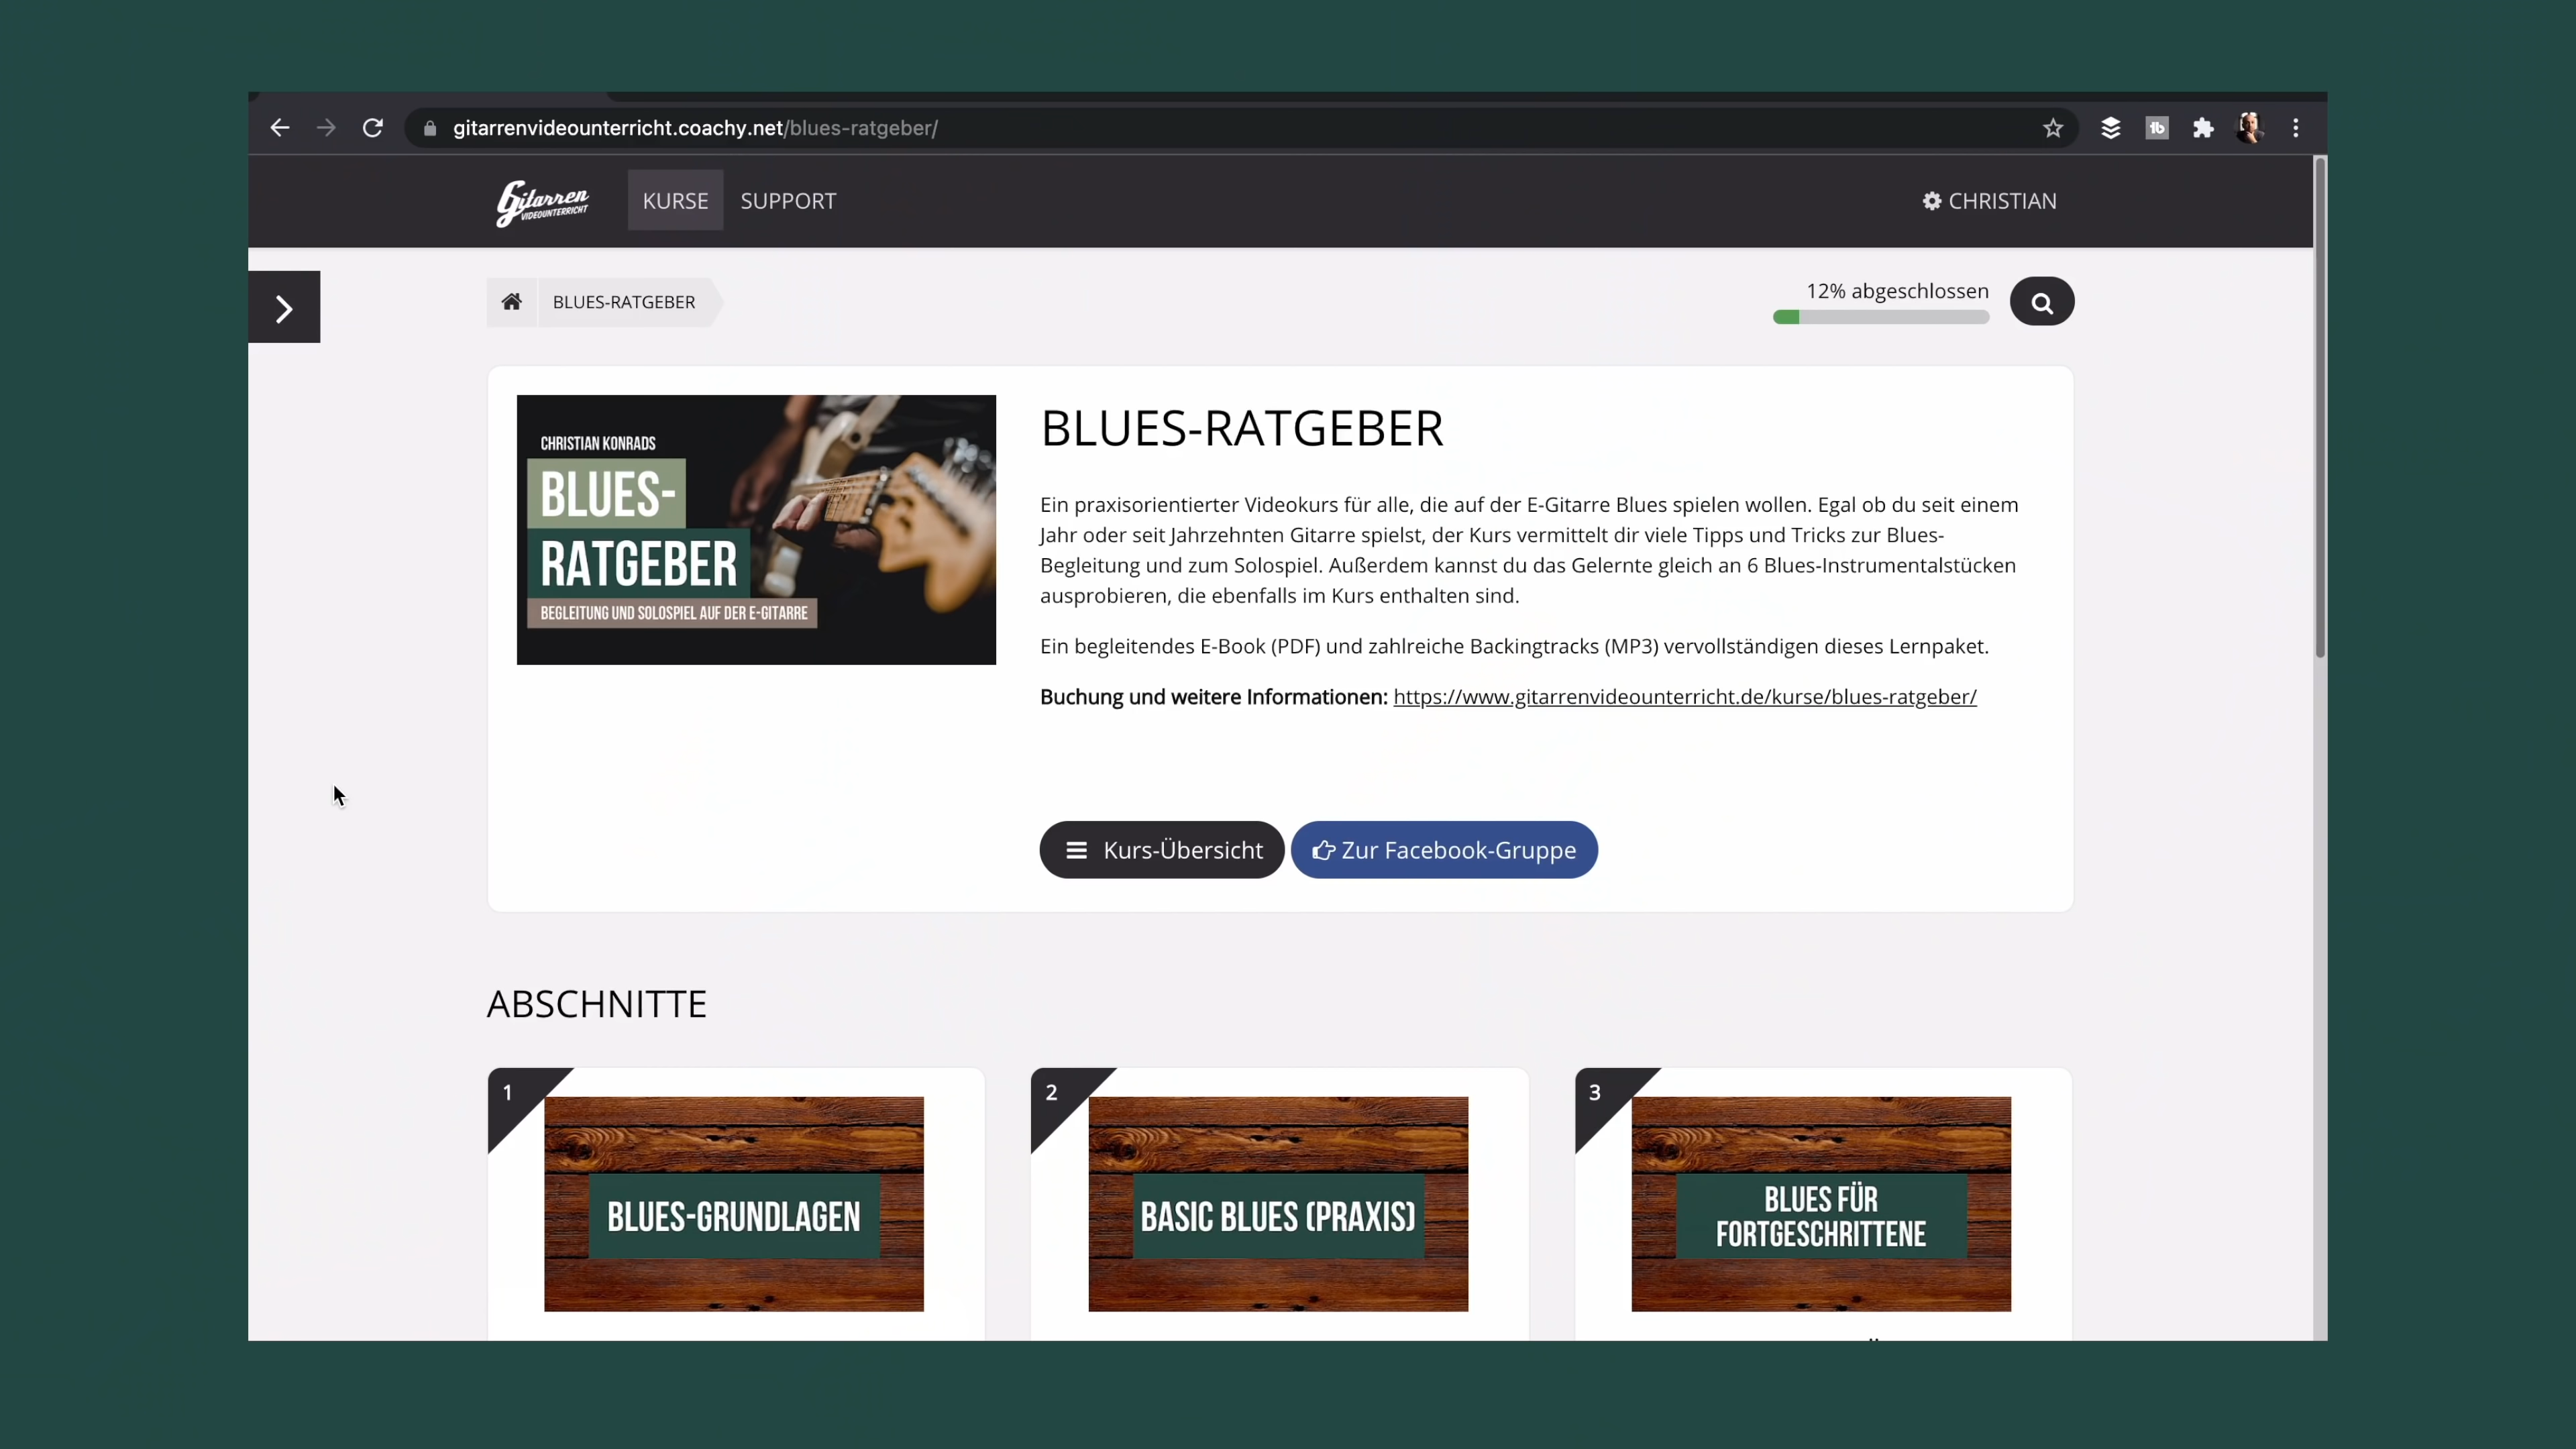 gitarrenvideounterricht.coachy.net/blues-ratgeber/
tb
Gitarren
VIDEOUNTERRICHT
KURSE
SUPPORT
CHRISTIAN
BLUES-RATGEBER
12% abgeschlossen
CHRISTIAN KONRADS
BLUES-
RATGEBER
BEGLEITUNG UND SOLOSPIEL AUF DER E-GITARRE
BLUES-RATGEBER
Ein praxisorientierter Videokurs für alle, die auf der E-Gitarre Blues spielen wollen. Egal ob du seit einem
Jahr oder seit Jahrzehnten Gitarre spielst, der Kurs vermittelt dir viele Tipps und Tricks zur Blues-
Begleitung und zum Solospiel. Außerdem kannst du das Gelernte gleich an 6 Blues-Instrumentalstücken
ausprobieren, die ebenfalls im Kurs enthalten sind.
Ein begleitendes E-Book (PDF) und zahlreiche Backingtracks (MP3) vervollständigen dieses Lernpaket.
Buchung und weitere Informationen: https://www.gitarrenvideounterricht.de/kurse/blues-ratgeber/
Kurs-Übersicht
Zur Facebook-Gruppe
ABSCHNITTE
1
BLUES-GRUNDLAGEN
2
BASIC BLUES (PRAXIS)
3
BLUES FÜR
FORTGESCHRITTENE